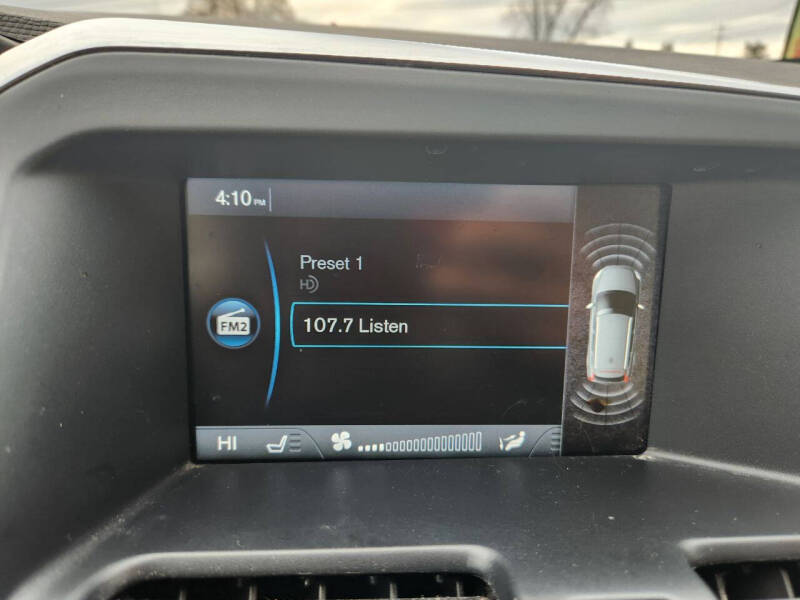 4:10 PM
Preset 1
HD
FM2
107.7 Listen
HI